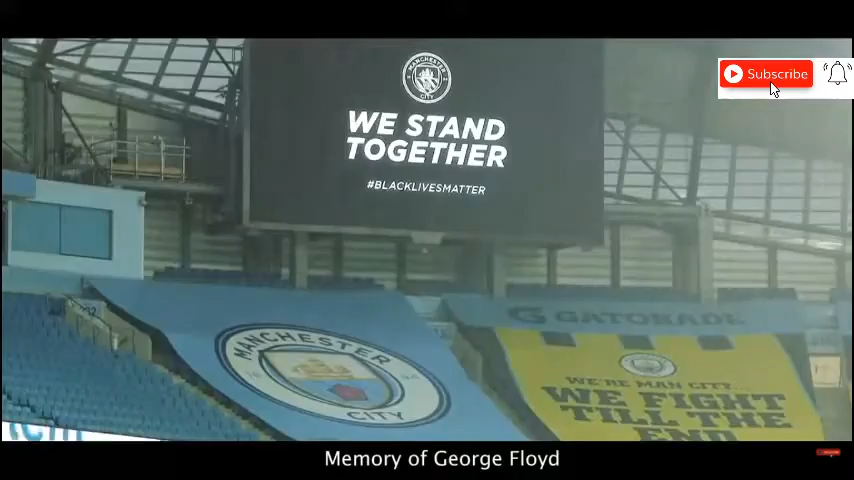 MANCHESTER
CITY
WE STAND
TOGETHER
#BLACKLIVESMATTER
Subscribe
GATORADE
MANCHESTER
CITY
WE'RE MAN CITY...
WE FIGHT
TILL THE
END
Memory of George Floyd